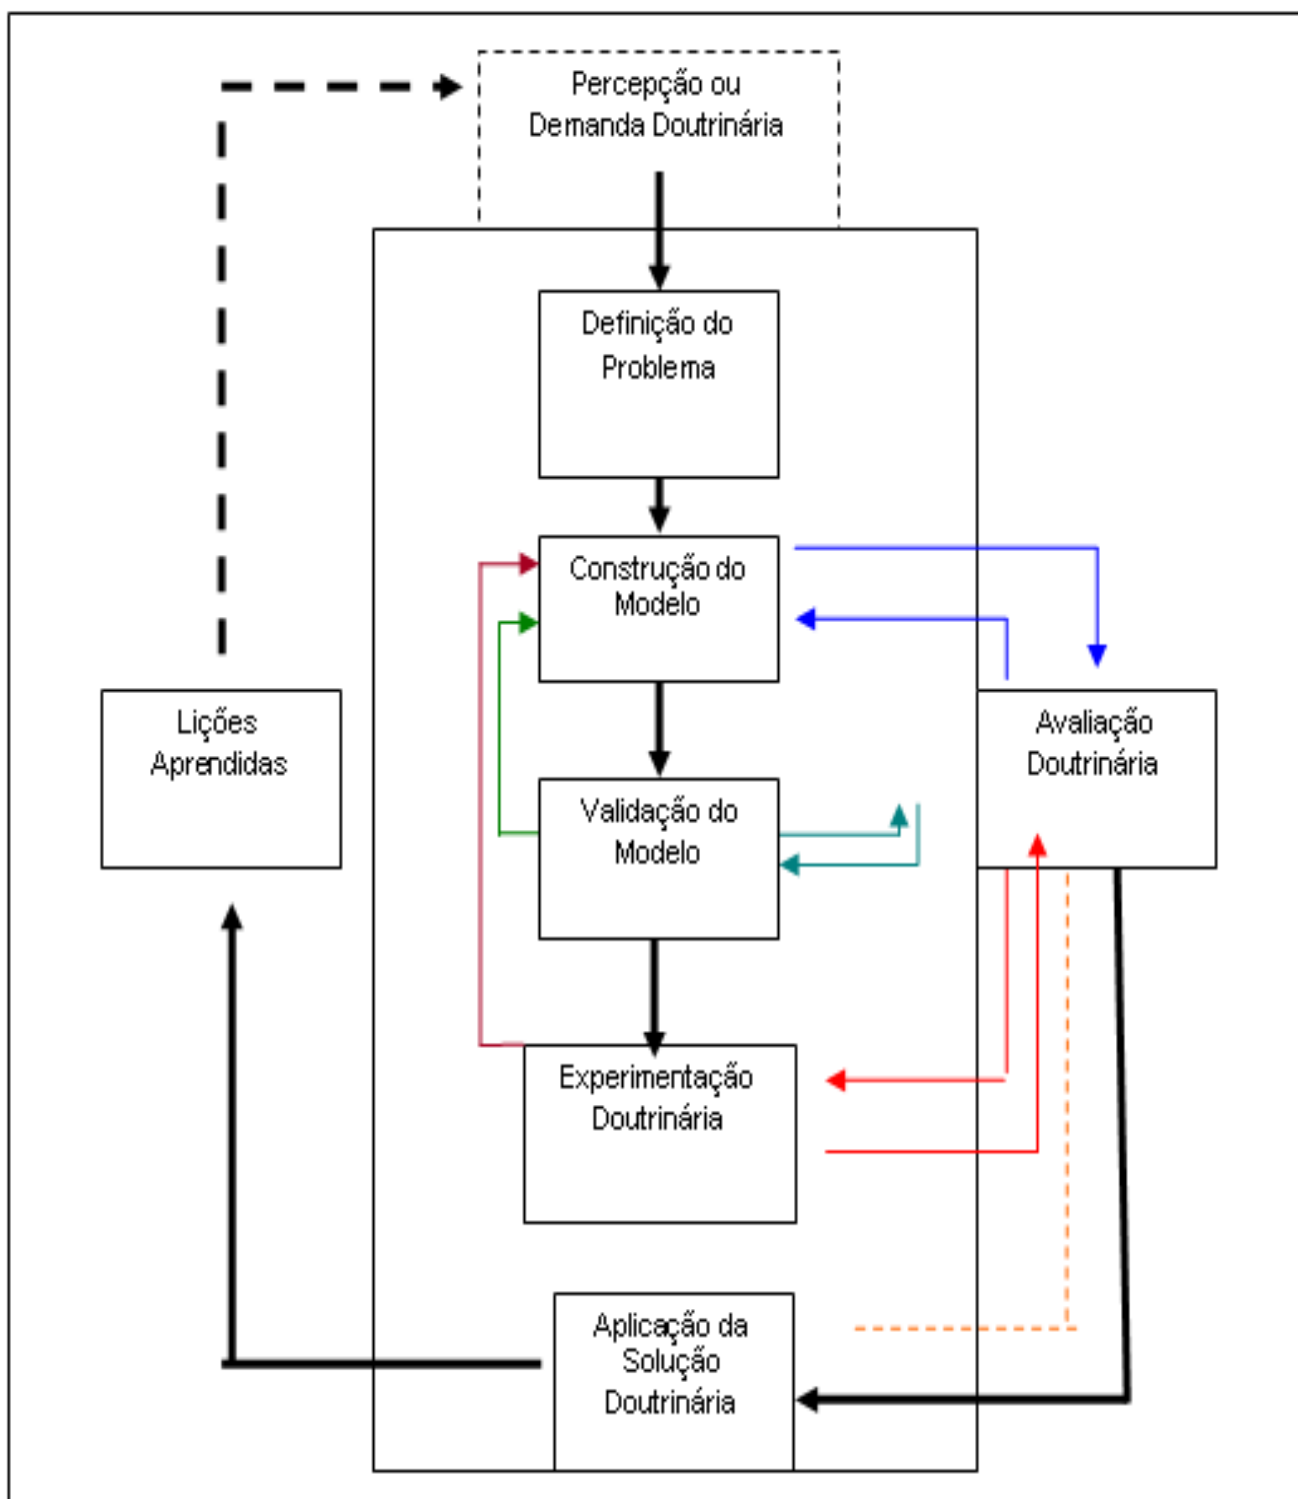 Percepção ou
Demanda Doutrinária
Definição do
Problema
Construção do
Modelo
Lições
Aprendidas
Avaliação
Doutrinária
Validação do
Modelo
Experimentação
Doutrinária
Aplicação da
Solução
Doutrinária